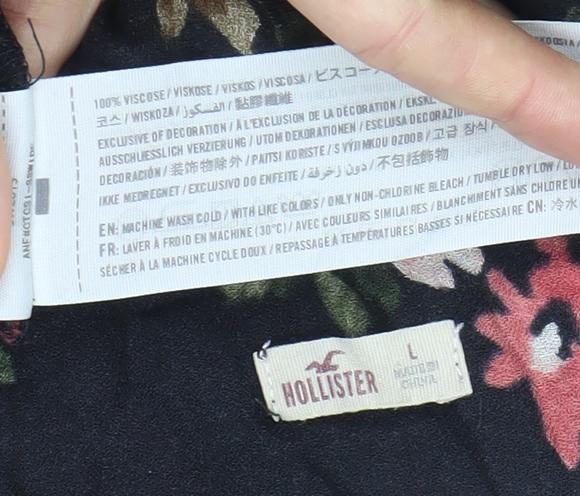 100% VISCOSE / VISKOSE / VISKOS / VISCOSA / ビスコース
코스 / WISKOZA / الفسكوز / 黏膠纖維
EXCLUSIVE OF DECORATION / À L'EXCLUSION DE LA DÉCORATION / EKSKL
AUSSCHLIESSLICH VERZIERUNG / UTOM DEKORATIONEN / ESCLUSA DECORAZIO
DECORACIÓN / 装饰物除外 / PAITSI KORISTE / S VÝJIMKOU OZDOB / 고급 장식
IKKE MEDREGNET / EXCLUSIVO DO ENFEITE / دون زخرفة / 不包括飾物
EN: MACHINE WASH COLD / WITH LIKE COLORS / ONLY NON-CHLORINE BLEACH / TUMBLE DRY LOW /
FR: LAVER À FROID EN MACHINE (30°C) / AVEC COULEURS SIMILAIRES / BLANCHIMENT SANS CHLORE
SÉCHER À LA MACHINE CYCLE DOUX / REPASSAGE À TEMPÉRATURES BASSES SI NÉCESSAIRE CN: 冷水
HOLLISTER
L
MADE IN
CHINA